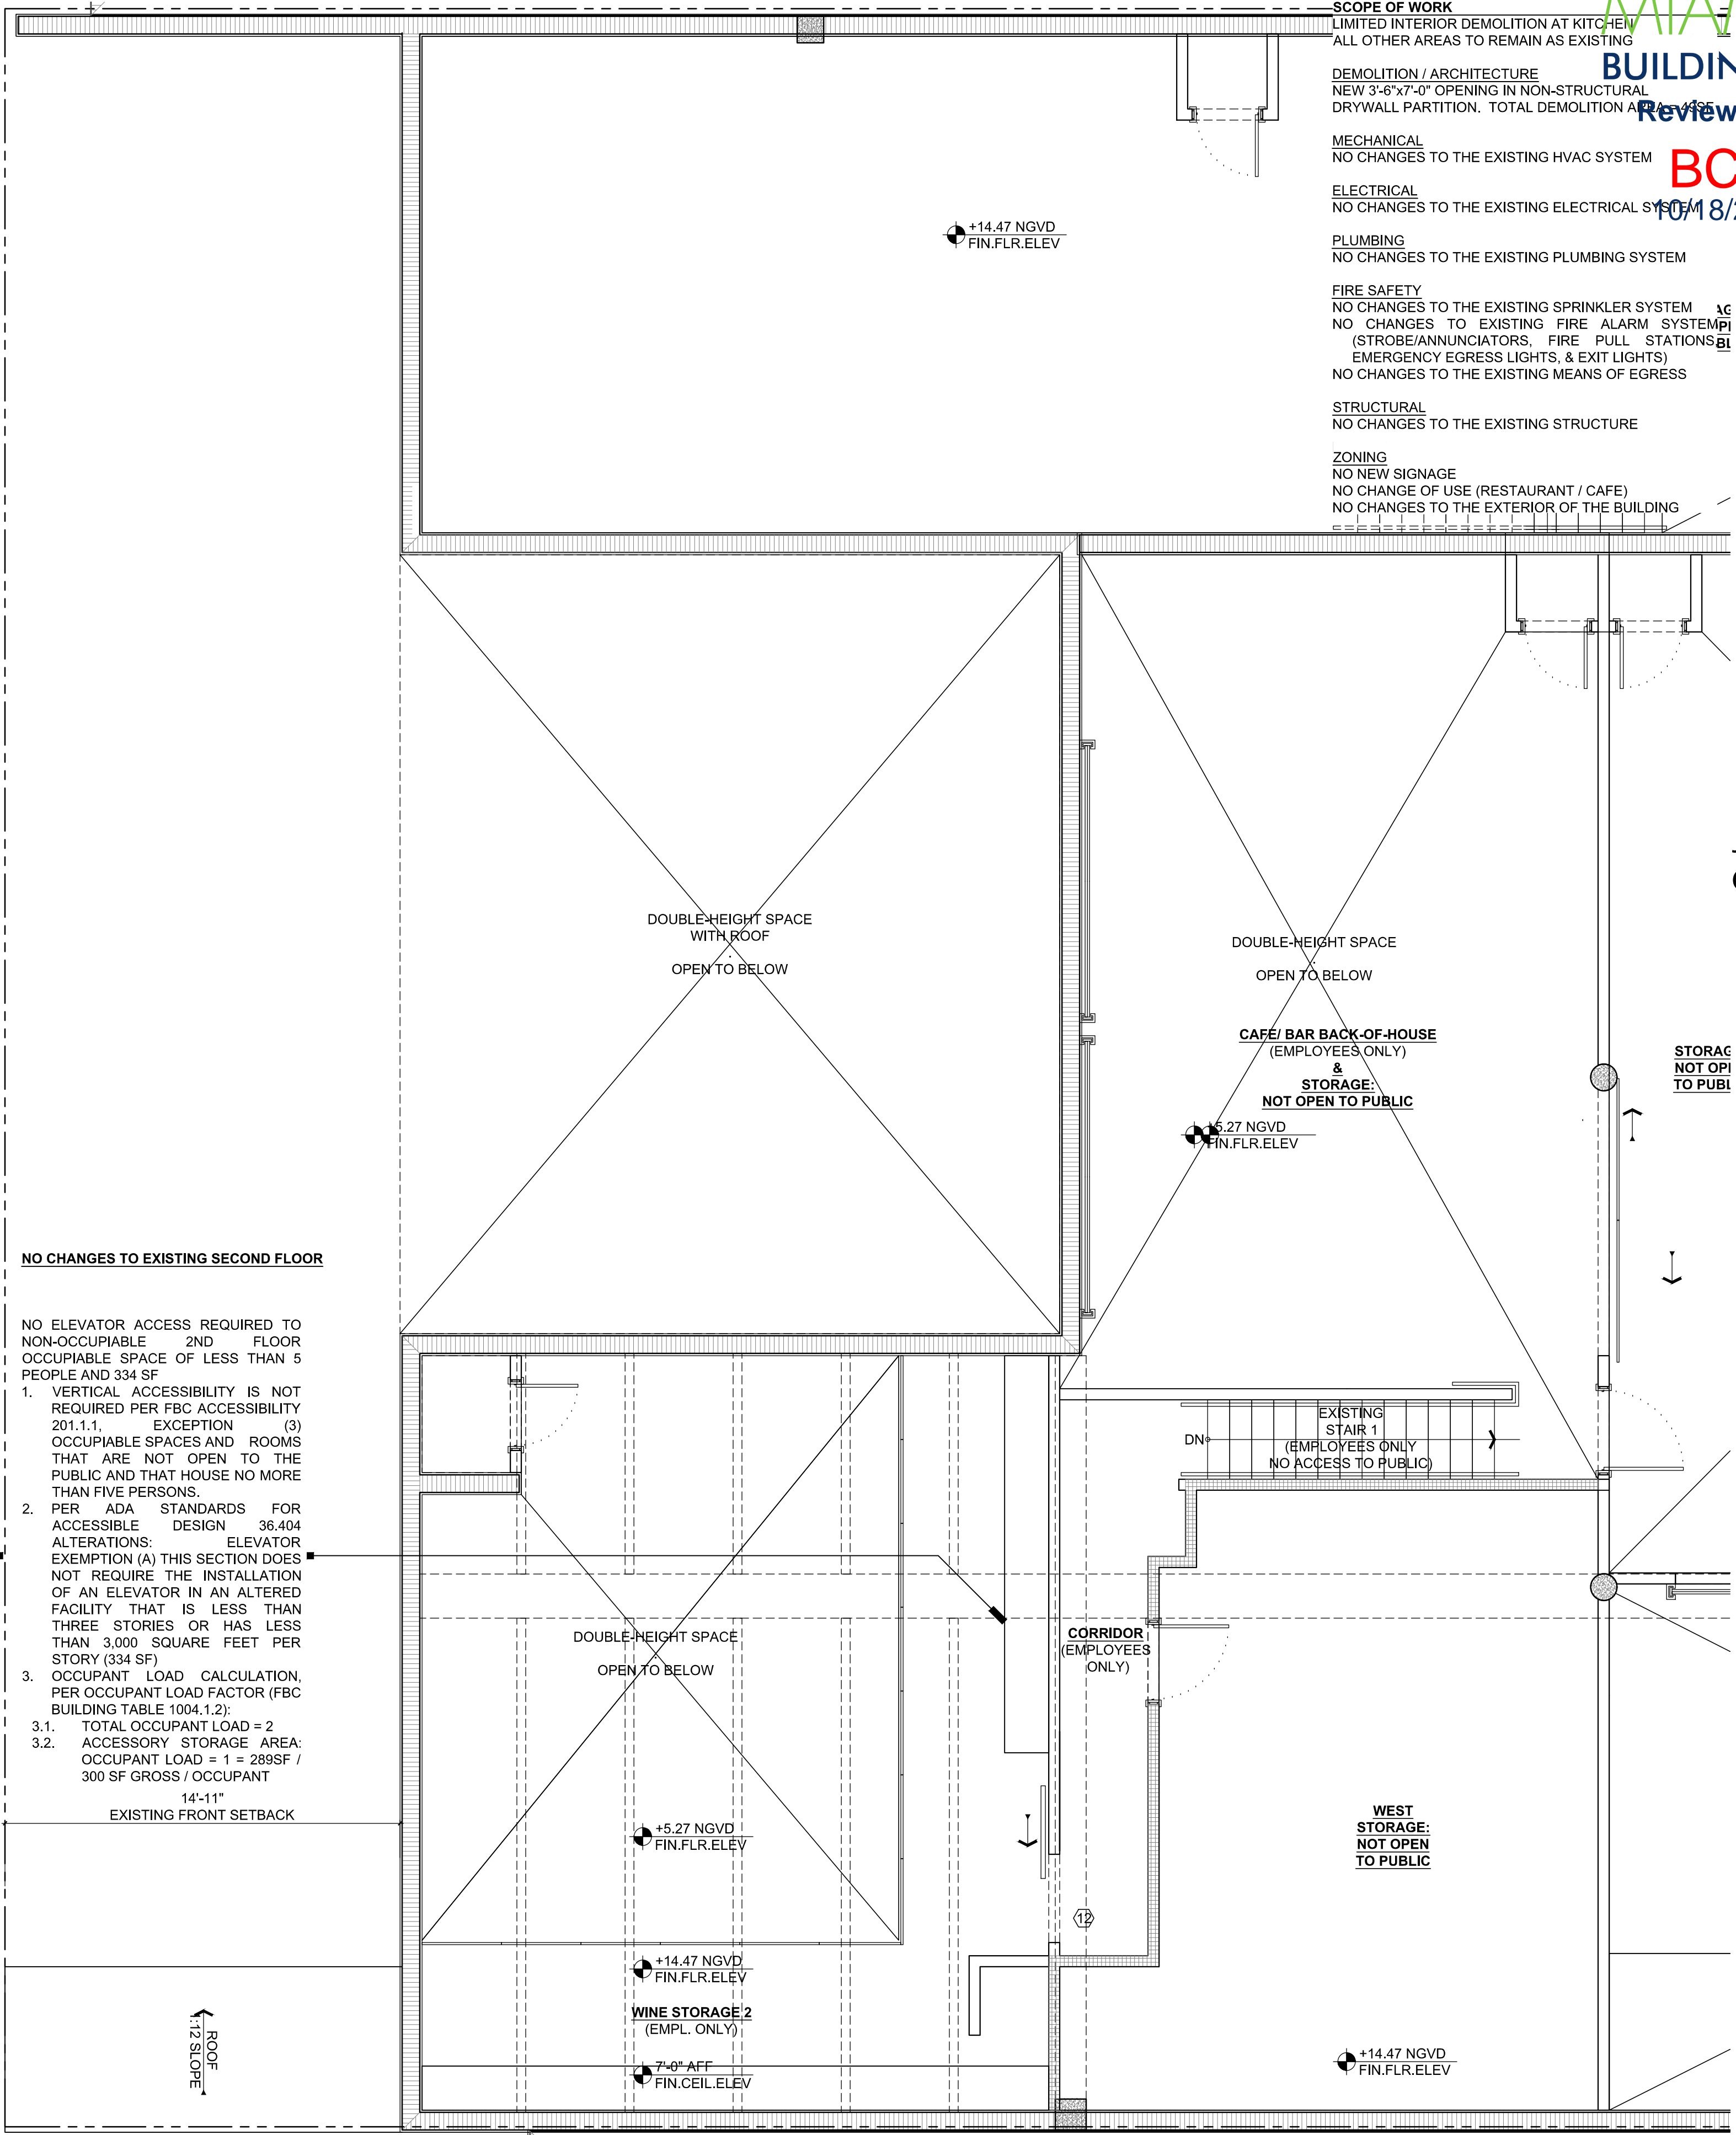 SCOPE OF WORK
LIMITED INTERIOR DEMOLITION AT KITCHEN
ALL OTHER AREAS TO REMAIN AS EXISTING
DEMOLITION / ARCHITECTURE
NEW 3'-6"x7'-0" OPENING IN NON-STRUCTURAL
DRYWALL PARTITION. TOTAL DEMOLITION AREA = 49SF
MECHANICAL
NO CHANGES TO THE EXISTING HVAC SYSTEM
ELECTRICAL
NO CHANGES TO THE EXISTING ELECTRICAL SYSTEM
PLUMBING
NO CHANGES TO THE EXISTING PLUMBING SYSTEM
FIRE SAFETY
NO CHANGES TO THE EXISTING SPRINKLER SYSTEM
NO CHANGES TO EXISTING FIRE ALARM SYSTEM
(STROBE/ANNUNCIATORS, FIRE PULL STATIONS
EMERGENCY EGRESS LIGHTS, & EXIT LIGHTS)
NO CHANGES TO THE EXISTING MEANS OF EGRESS
STRUCTURAL
NO CHANGES TO THE EXISTING STRUCTURE
ZONING
NO NEW SIGNAGE
NO CHANGE OF USE (RESTAURANT / CAFE)
NO CHANGES TO THE EXTERIOR OF THE BUILDING
BUILDIN
Review
BC
10/18/
+14.47 NGVD
FIN.FLR.ELEV
DOUBLE-HEIGHT SPACE
WITH ROOF
OPEN TO BELOW
DOUBLE-HEIGHT SPACE
OPEN TO BELOW
CAFE/ BAR BACK-OF-HOUSE
(EMPLOYEES ONLY)
&
STORAGE:
NOT OPEN TO PUBLIC
5.27 NGVD
FIN.FLR.ELEV
STORAG
NOT OP
TO PUBL
NO CHANGES TO EXISTING SECOND FLOOR
NO ELEVATOR ACCESS REQUIRED TO
NON-OCCUPIABLE 2ND FLOOR
OCCUPIABLE SPACE OF LESS THAN 5
PEOPLE AND 334 SF
1. VERTICAL ACCESSIBILITY IS NOT
REQUIRED PER FBC ACCESSIBILITY
201.1.1, EXCEPTION (3)
OCCUPIABLE SPACES AND ROOMS
THAT ARE NOT OPEN TO THE
PUBLIC AND THAT HOUSE NO MORE
THAN FIVE PERSONS.
2. PER ADA STANDARDS FOR
ACCESSIBLE DESIGN 36.404
ALTERATIONS: ELEVATOR
EXEMPTION (A) THIS SECTION DOES
NOT REQUIRE THE INSTALLATION
OF AN ELEVATOR IN AN ALTERED
FACILITY THAT IS LESS THAN
THREE STORIES OR HAS LESS
THAN 3,000 SQUARE FEET PER
STORY (334 SF)
3. OCCUPANT LOAD CALCULATION,
PER OCCUPANT LOAD FACTOR (FBC
BUILDING TABLE 1004.1.2):
3.1. TOTAL OCCUPANT LOAD = 2
3.2. ACCESSORY STORAGE AREA:
OCCUPANT LOAD = 1 = 289SF /
300 SF GROSS / OCCUPANT
14'-11"
EXISTING FRONT SETBACK
EXISTING
STAIR 1
(EMPLOYEES ONLY
NO ACCESS TO PUBLIC)
DN
DOUBLE-HEIGHT SPACE
OPEN TO BELOW
CORRIDOR
(EMPLOYEES
ONLY)
+5.27 NGVD
FIN.FLR.ELEV
WEST
STORAGE:
NOT OPEN
TO PUBLIC
12
+14.47 NGVD
FIN.FLR.ELEV
WINE STORAGE 2
(EMPL. ONLY)
7'-0" AFF
FIN.CEIL.ELEV
+14.47 NGVD
FIN.FLR.ELEV
ROOF
1:12 SLOPE